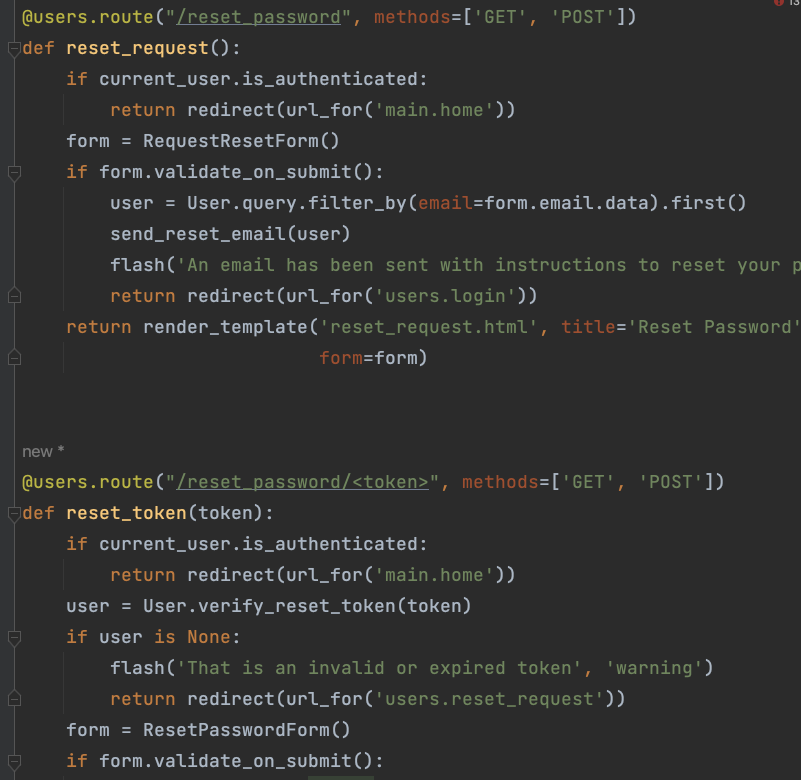 13
@users.route("/reset_password", methods=['GET', 'POST'])
def reset_request():
    if current_user.is_authenticated:
        return redirect(url_for('main.home'))
    form = RequestResetForm()
    if form.validate_on_submit():
        user = User.query.filter_by(email=form.email.data).first()
        send_reset_email(user)
        flash('An email has been sent with instructions to reset your p
        return redirect(url_for('users.login'))
    return render_template('reset_request.html', title='Reset Password'
                           form=form)
new *
@users.route("/reset_password/<token>", methods=['GET', 'POST'])
def reset_token(token):
    if current_user.is_authenticated:
        return redirect(url_for('main.home'))
    user = User.verify_reset_token(token)
    if user is None:
        flash('That is an invalid or expired token', 'warning')
        return redirect(url_for('users.reset_request'))
    form = ResetPasswordForm()
    if form.validate_on_submit():